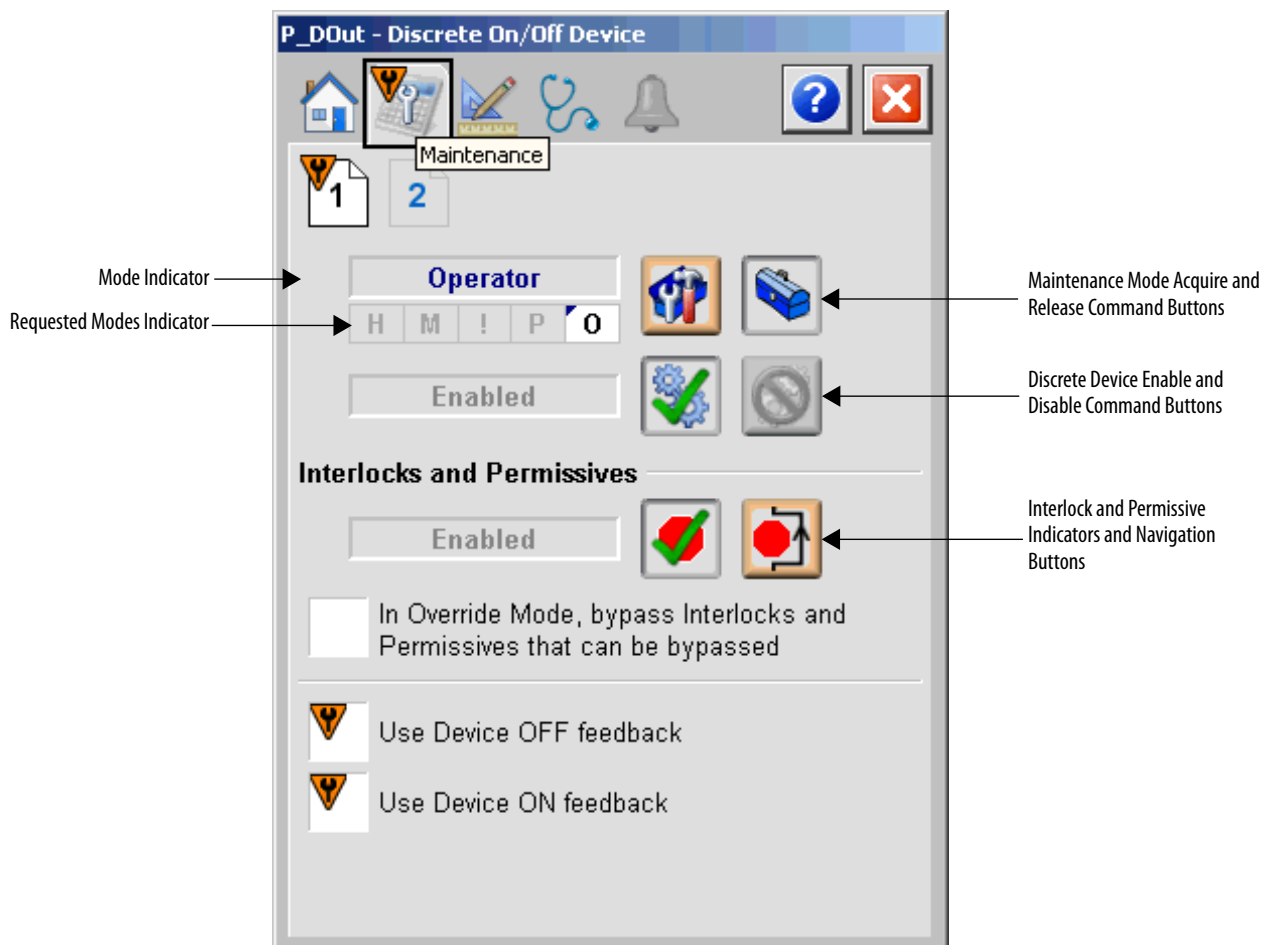 P_DOut - Discrete On/Off Device
?
Maintenance
1
2
Mode Indicator
Operator
Maintenance Mode Acquire and
Release Command Buttons
Requested Modes Indicator
H M ! P O
Enabled
Discrete Device Enable and
Disable Command Buttons
Interlocks and Permissives
Enabled
Interlock and Permissive
Indicators and Navigation
Buttons
In Override Mode, bypass Interlocks and
Permissives that can be bypassed
Use Device OFF feedback
Use Device ON feedback